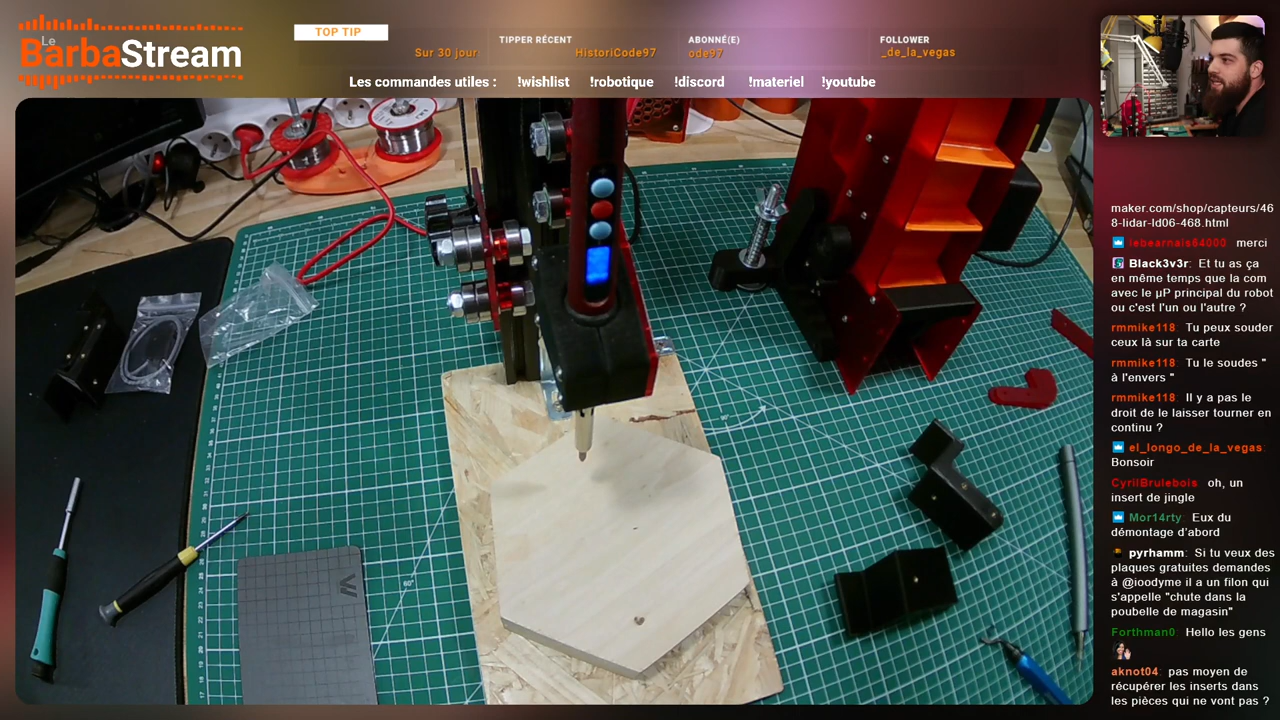 Le
BarbaStream
TOP TIP
Sur 30 jour
TIPPER RÉCENT
HistoriCode97
ABONNÉ(E)
ode97
FOLLOWER
_de_la_vegas
Les commandes utiles : !wishlist !robotique !discord !materiel !youtube
maker.com/shop/capteurs/46
8-lidar-ld06-468.html
lebearnais64000 merci
Black3v3r: Et tu as ça
en même temps que la com
avec le µP principal du robot
ou c'est l'un ou l'autre ?
rmmike118: Tu peux souder
ceux là sur ta carte
rmmike118: Tu le soudes "
à l'envers "
rmmike118: Il y a pas le
droit de le laisser tourner en
continu ?
el_longo_de_la_vegas:
Bonsoir
CyrilBrulebois: oh, un
insert de jingle
Mor14rty: Eux du
démontage d'abord
pyrhamm: Si tu veux des
plaques gratuites demandes
à @ioodyme il a un filon qui
s'appelle "chute dans la
poubelle de magasin"
Forthman0: Hello les gens
aknot04: pas moyen de
récupérer les inserts dans
les pièces qui ne vont pas ?